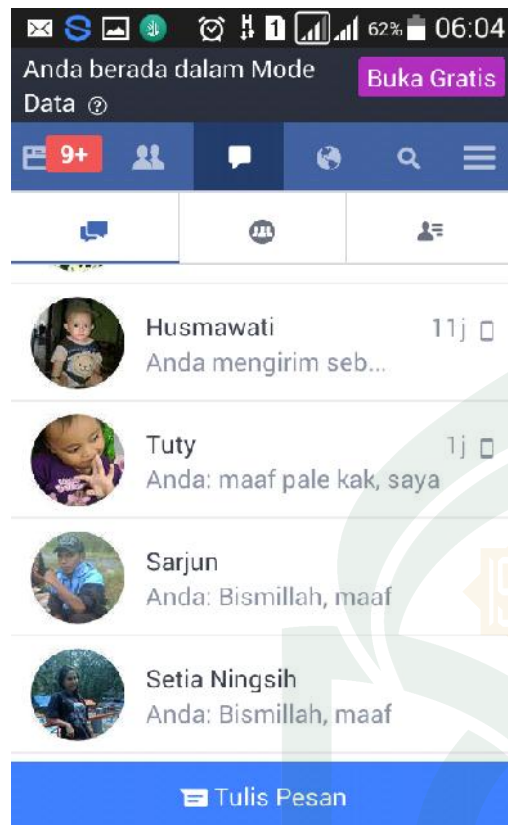 62% 06:04
Anda berada dalam Mode Buka Gratis
Data ?
9+
Husmawati 11j
Anda mengirim seb...
Tuty 1j
Anda: maaf pale kak, saya
Sarjun
Anda: Bismillah, maaf
Setia Ningsih
Anda: Bismillah, maaf
Tulis Pesan